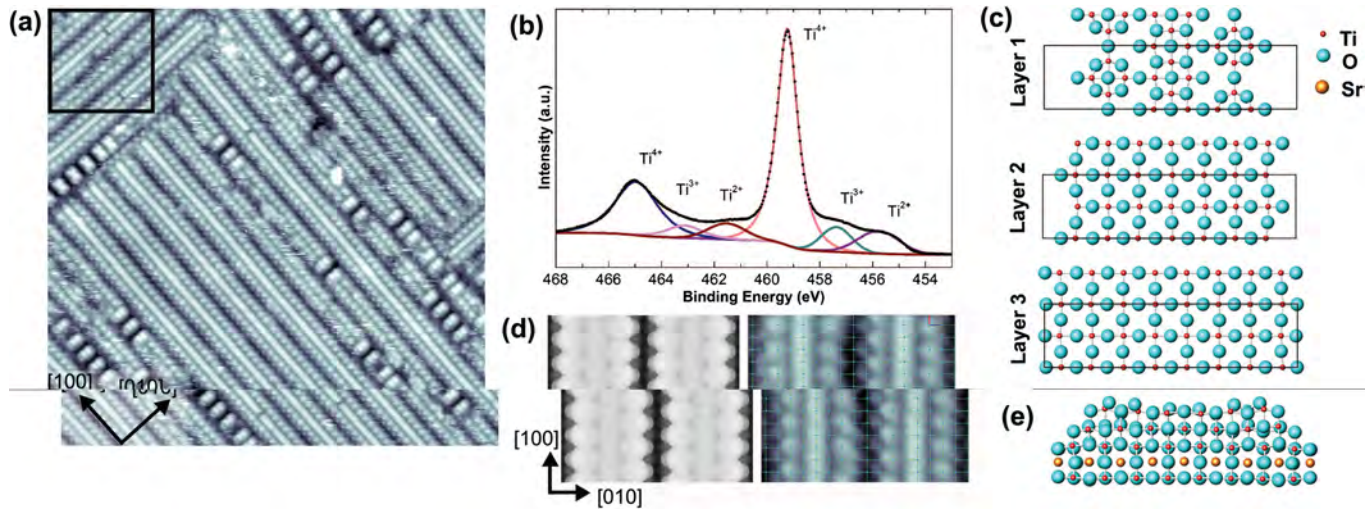 (a)
[100]
(b)
Ti4+
Ti4+
Ti3+
Ti2+
Ti3+
Ti2+
Intensity (a.u.)
468 466 464 462 460 458 456 454
Binding Energy (eV)
(c)
Layer 1
Layer 2
Layer 3
Ti
O
Sr
(d)
[100]
[010]
(e)